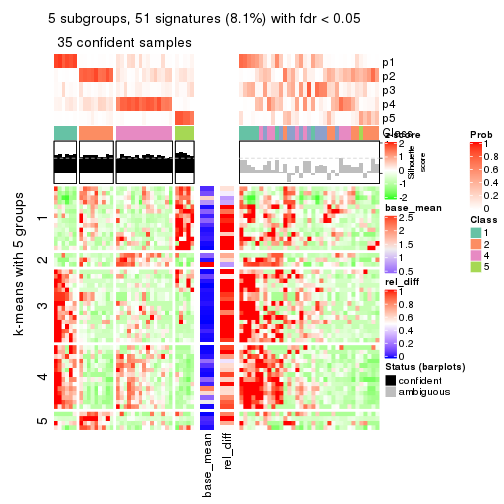 5 subgroups, 51 signatures (8.1%) with fdr < 0.05
35 confident samples
p1
p2
p3
p4
p5
Class
z-score
2
1
0
-1
-2
Silhouette
score
Prob
1
0.8
0.6
0.4
0.2
0
base_mean
2.5
2
1.5
1
0.5
Class
1
2
4
5
rel_diff
1
0.8
0.6
0.4
0.2
0
Status (barplots)
confident
ambiguous
k-means with 5 groups
1
2
3
4
5
base_mean
rel_diff